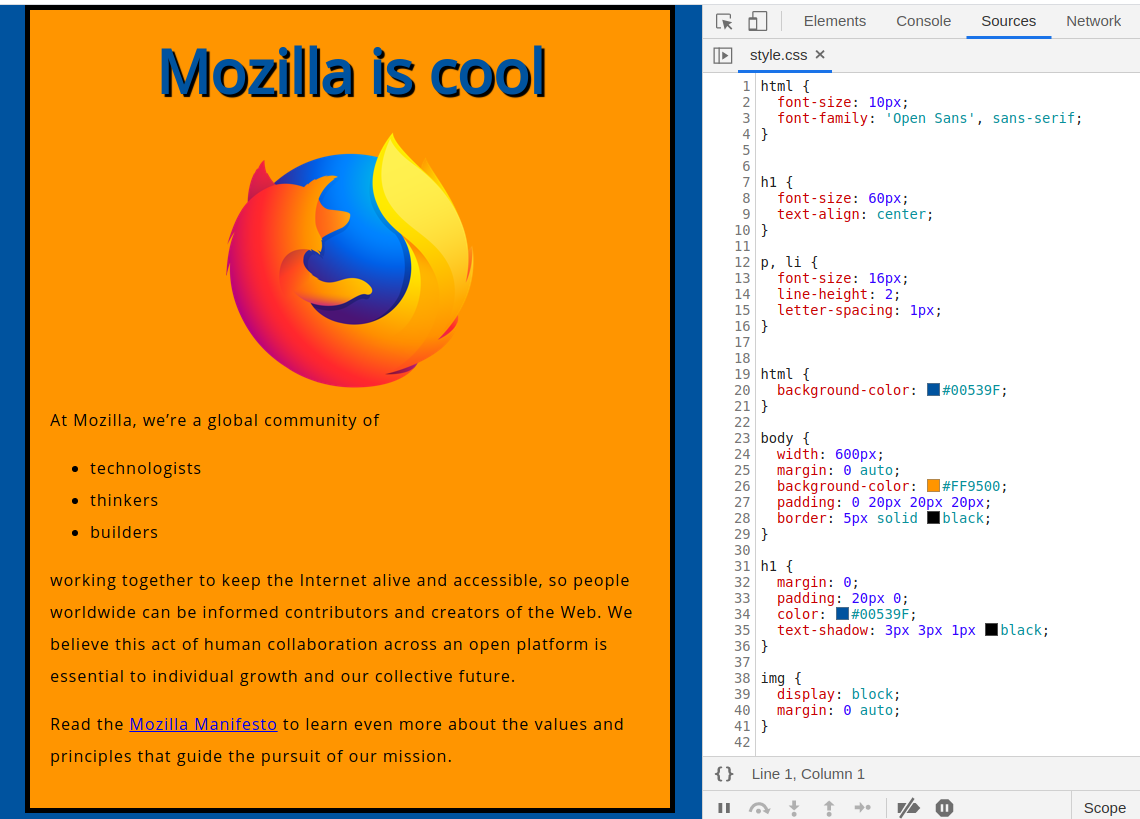 Mozilla is cool
At Mozilla, we’re a global community of
technologists
thinkers
builders
working together to keep the Internet alive and accessible, so people
worldwide can be informed contributors and creators of the Web. We
believe this act of human collaboration across an open platform is
essential to individual growth and our collective future.
Read the Mozilla Manifesto to learn even more about the values and
principles that guide the pursuit of our mission.
Elements Console Sources Network
style.css ✕
1 html {
2   font-size: 10px;
3   font-family: 'Open Sans', sans-serif;
4 }
5
6
7 h1 {
8   font-size: 60px;
9   text-align: center;
10 }
11
12 p, li {
13   font-size: 16px;
14   line-height: 2;
15   letter-spacing: 1px;
16 }
17
18
19 html {
20   background-color: #00539F;
21 }
22
23 body {
24   width: 600px;
25   margin: 0 auto;
26   background-color: #FF9500;
27   padding: 0 20px 20px 20px;
28   border: 5px solid black;
29 }
30
31 h1 {
32   margin: 0;
33   padding: 20px 0;
34   color: #00539F;
35   text-shadow: 3px 3px 1px black;
36 }
37
38 img {
39   display: block;
40   margin: 0 auto;
41 }
42
{} Line 1, Column 1
Scope